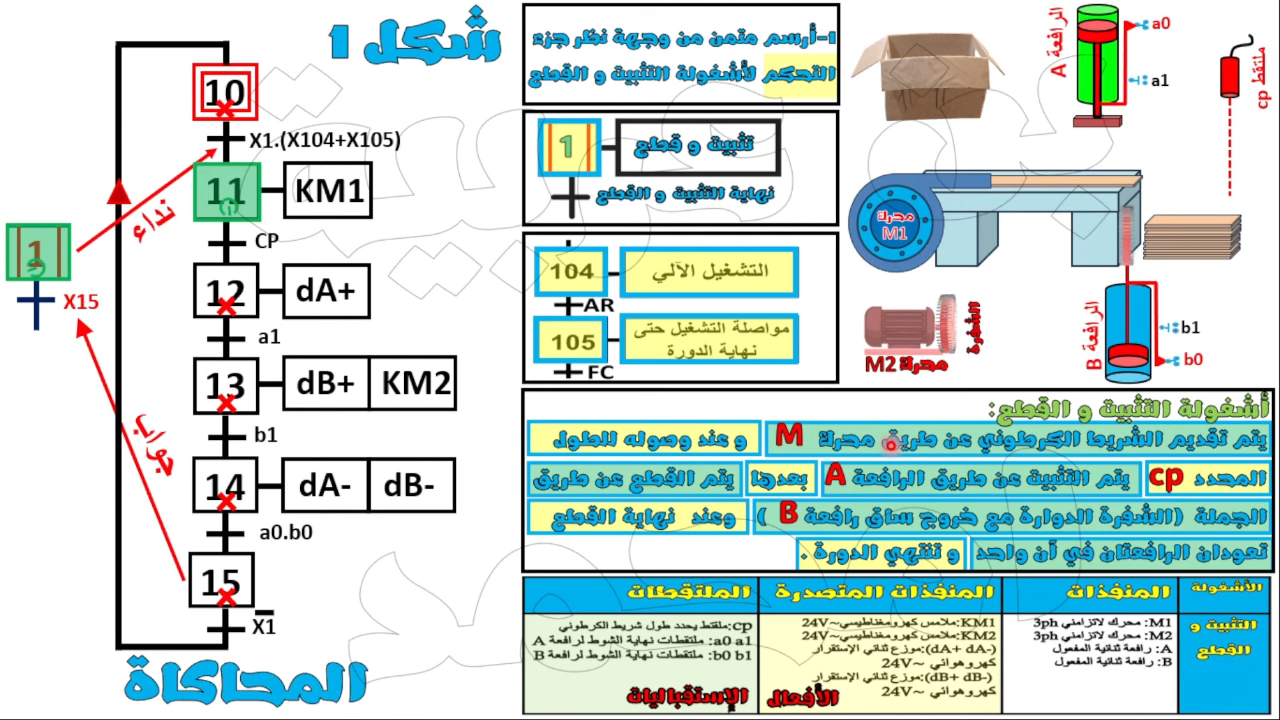 شكل 1
10
X1.(X104+X105)
11 KM1
نداء
CP
1
X15
12 dA+
a1
13 dB+ KM2
b1
جواب
14 dA- dB-
a0.b0
15
X̅1
المحاكاة
1-أرسم متمن من وجهة نظر جزء
التحكم لأشغولة التثبيت و القطع
1 تثبيت و قطع
نهاية التثبيت و القطع
104 التشغيل الآلي
AR
105 مواصلة التشغيل حتى
نهاية الدورة
FC
الرافعة A
a0
a1
ملتقط cp
محرك
M1
الشفرة
محرك M2
الرافعة B
b1
b0
أشغولة التثبيت و القطع:
يتم تقديم الشريط الكرطوني عن طريق محرك M و عند وصوله للطول
المحدد cp يتم التثبيت عن طريق الرافعة A بعدها يتم القطع عن طريق
الجملة (الشفرة الدوارة مع خروج ساق رافعة B ) وعند نهاية القطع
تعودان الرافعتان في أن واحد و تنتهي الدورة .
الأشغولة المنفذات المنفذات المتصدرة الملتقطات
التثبيت و
القطع
M1: محرك لاتزامني 3ph
M2: محرك لاتزامني 3ph
A: رافعة ثنائية المفعول
B: رافعة ثنائية المفعول
KM1:ملامس كهرومغناطيسي~24V
KM2:ملامس كهرومغناطيسي~24V
(dA+ dA-):موزع ثنائي الإستقرار
كهروهوائي ~24V
(dB+ dB-):موزع ثنائي الإستقرار
كهروهوائي ~24V
الأفعال
cp:ملقتط يحدد طول شريط الكرطوني
a0 a1: ملتقطات نهاية الشوط لرافعة A
b0 b1: ملتقطات نهاية الشوط لرافعة B
الإستقباليات